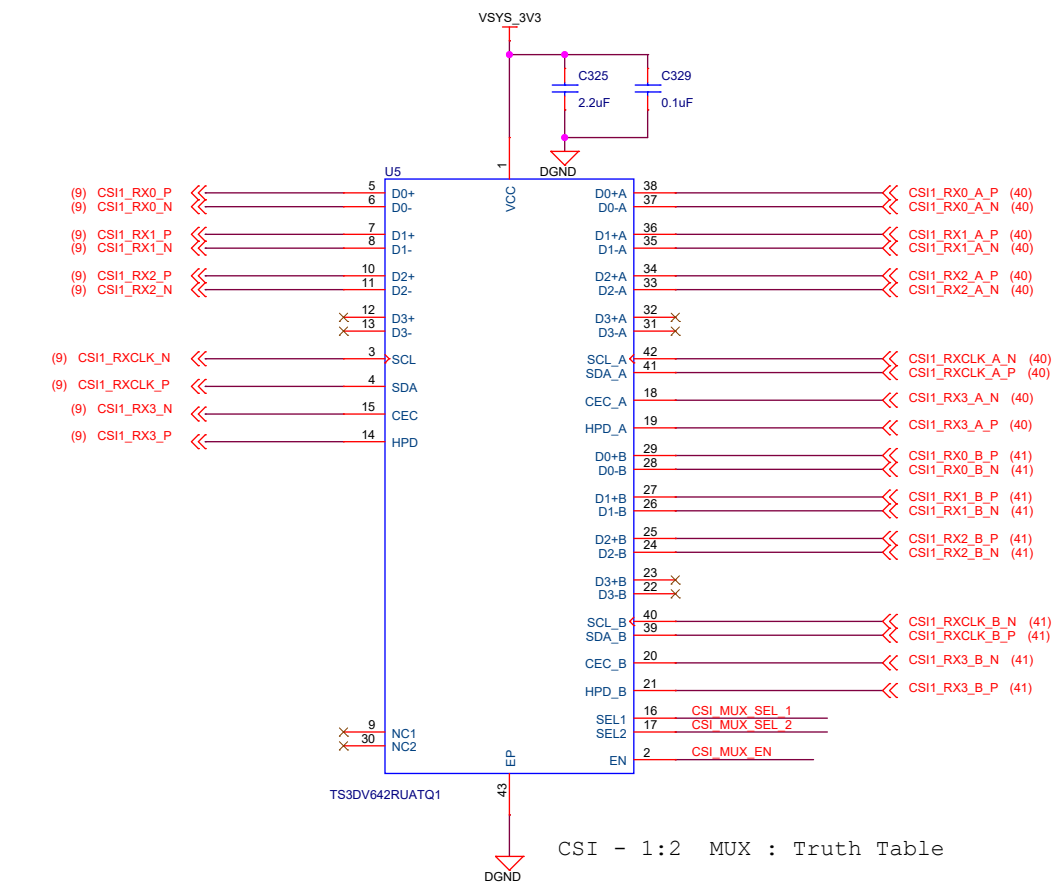 VSYS_3V3
C325
2.2uF
C329
0.1uF
DGND
1
VCC
U5
(9) CSI1_RX0_P 5 D0+
(9) CSI1_RX0_N 6 D0-
(9) CSI1_RX1_P 7 D1+
(9) CSI1_RX1_N 8 D1-
(9) CSI1_RX2_P 10 D2+
(9) CSI1_RX2_N 11 D2-
12 D3+
13 D3-
(9) CSI1_RXCLK_N 3 SCL
(9) CSI1_RXCLK_P 4 SDA
(9) CSI1_RX3_N 15 CEC
(9) CSI1_RX3_P 14 HPD
9 NC1
30 NC2
D0+A 38 CSI1_RX0_A_P (40)
D0-A 37 CSI1_RX0_A_N (40)
D1+A 36 CSI1_RX1_A_P (40)
D1-A 35 CSI1_RX1_A_N (40)
D2+A 34 CSI1_RX2_A_P (40)
D2-A 33 CSI1_RX2_A_N (40)
D3+A 32
D3-A 31
SCL_A 42 CSI1_RXCLK_A_N (40)
SDA_A 41 CSI1_RXCLK_A_P (40)
CEC_A 18 CSI1_RX3_A_N (40)
HPD_A 19 CSI1_RX3_A_P (40)
D0+B 29 CSI1_RX0_B_P (41)
D0-B 28 CSI1_RX0_B_N (41)
D1+B 27 CSI1_RX1_B_P (41)
D1-B 26 CSI1_RX1_B_N (41)
D2+B 25 CSI1_RX2_B_P (41)
D2-B 24 CSI1_RX2_B_N (41)
D3+B 23
D3-B 22
SCL_B 40 CSI1_RXCLK_B_N (41)
SDA_B 39 CSI1_RXCLK_B_P (41)
CEC_B 20 CSI1_RX3_B_N (41)
HPD_B 21 CSI1_RX3_B_P (41)
SEL1 16 CSI_MUX_SEL_1
SEL2 17 CSI_MUX_SEL_2
EN 2 CSI_MUX_EN
EP
43
TS3DV642RUATQ1
DGND
CSI - 1:2 MUX : Truth Table